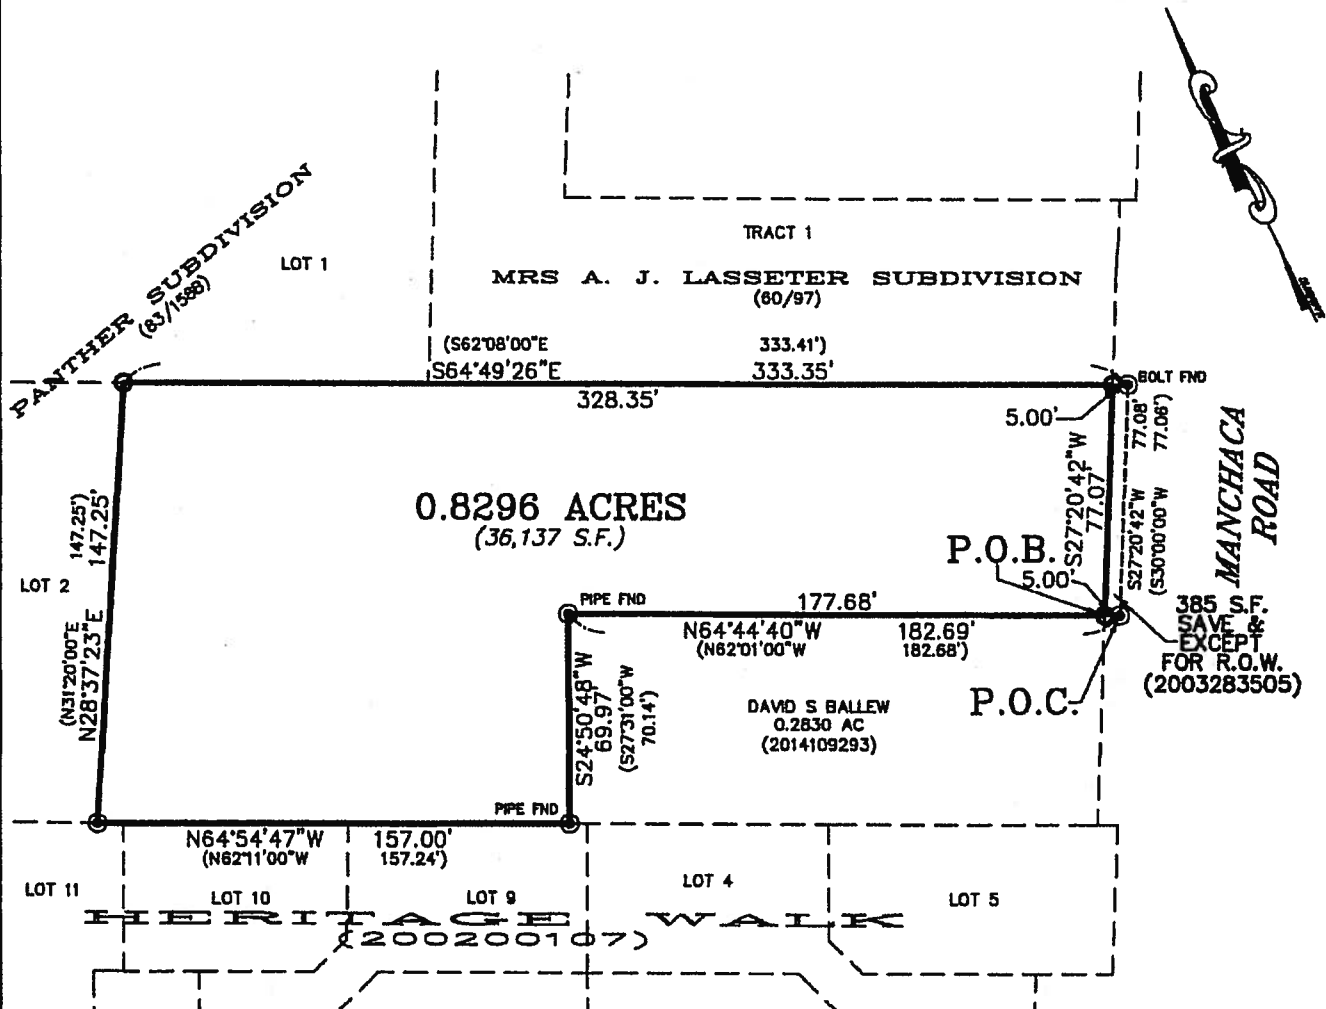 PANTHER SUBDIVISION
(83/158B)
LOT 1
TRACT 1
MRS A. J. LASSETER SUBDIVISION
(60/97)
(S62°08'00"E 333.41')
S64°49'26"E 333.35'
328.35'
BOLT FND
5.00'
S27°20'42"W
77.07'
77.08'
77.06')
S27°20'42"W
(S30°00'00"W
MANCHACA
ROAD
0.8296 ACRES
(36,137 S.F.)
147.25')
147.25'
(N31°20'00"E
N28°37'23"E
LOT 2
P.O.B.
5.00'
PIPE FND
177.68'
N64°44'40"W 182.69'
(N62°01'00"W 182.68')
385 S.F.
SAVE &
EXCEPT
FOR R.O.W.
(2003283505)
P.O.C.
S24°50'48"W
69.97'
(S27°31'00"W
70.14')
DAVID S BALLEW
0.2830 AC
(2014109293)
PIPE FND
N64°54'47"W 157.00'
(N62°11'00"W 157.24')
LOT 11
LOT 10
LOT 9
LOT 4
LOT 5
HERITAGE WALK
(200200107)